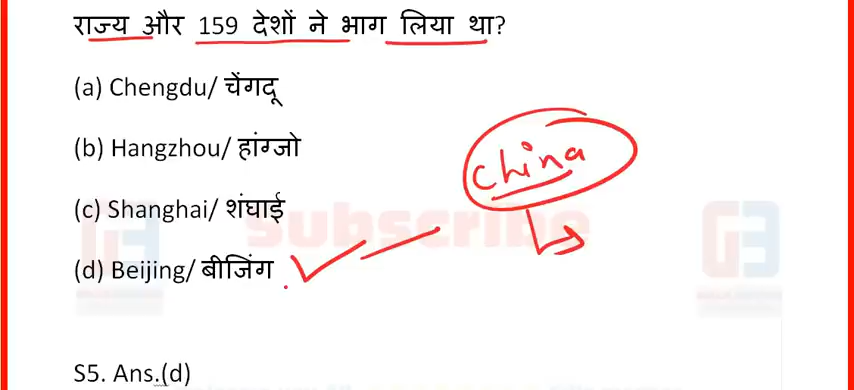 राज्य और 159 देशों ने भाग लिया था?
(a) Chengdu/ चेंगदू
(b) Hangzhou/ हांग्जो
China
(c) Shanghai/ शंघाई
Subscribe
(d) Beijing/ बीजिंग
S5. Ans.(d)